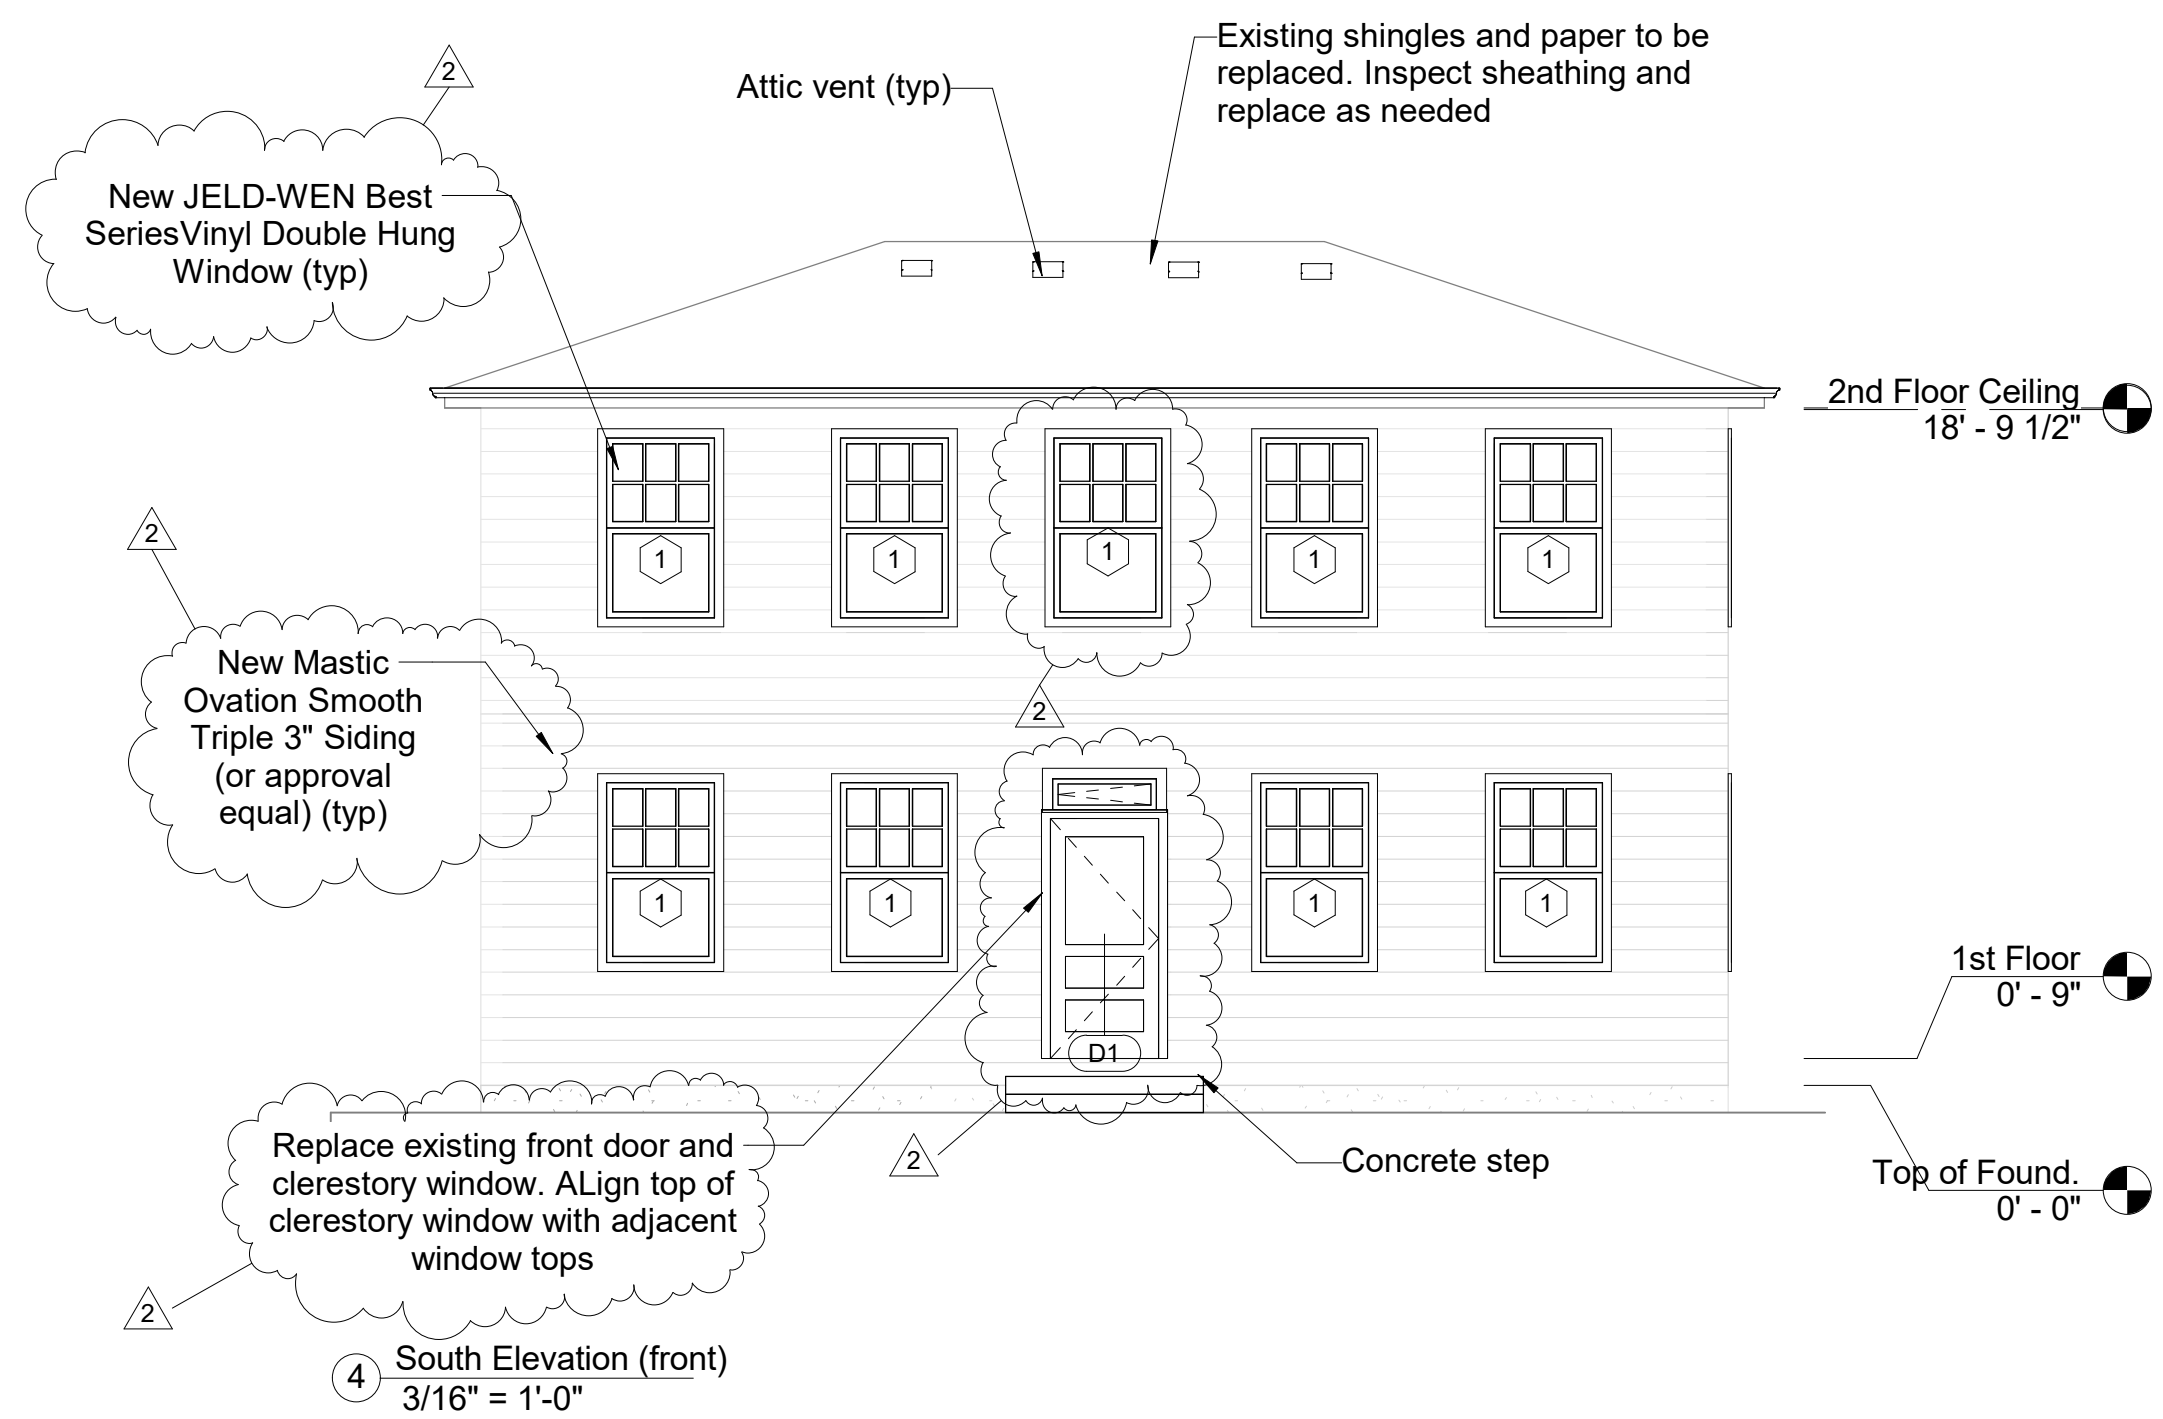 Existing shingles and paper to be
replaced. Inspect sheathing and
replace as needed
Attic vent (typ)
2
New JELD-WEN Best
SeriesVinyl Double Hung
Window (typ)
2nd Floor Ceiling
18' - 9 1/2"
1
1
1
1
1
2
New Mastic
Ovation Smooth
Triple 3" Siding
(or approval
equal) (typ)
2
1
1
1
1
1st Floor
0' - 9"
D1
Replace existing front door and
clerestory window. ALign top of
clerestory window with adjacent
window tops
2
Concrete step
Top of Found.
0' - 0"
2
4
South Elevation (front)
3/16" = 1'-0"